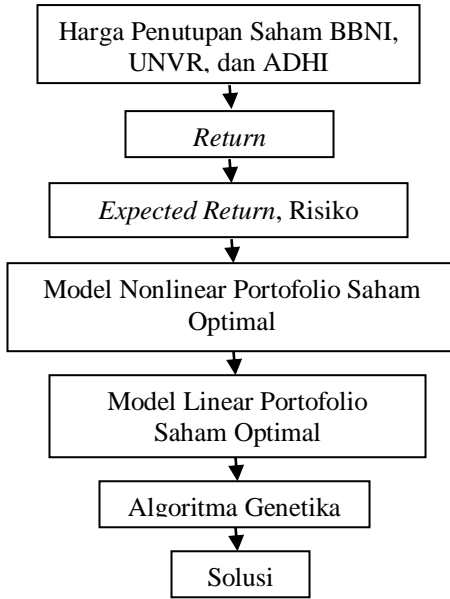 Harga Penutupan Saham BBNI,
UNVR, dan ADHI
Return
Expected Return, Risiko
Model Nonlinear Portofolio Saham
Optimal
Model Linear Portofolio
Saham Optimal
Algoritma Genetika
Solusi